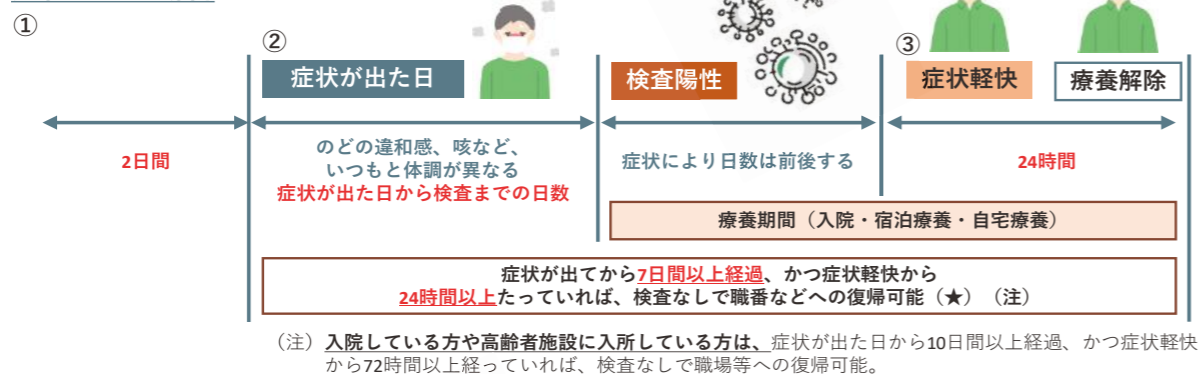 ①
②
症状が出た日
検査陽性
③
症状軽快
療養解除
2日間
のどの違和感、咳など、
いつもと体調が異なる
症状が出た日から検査までの日数
症状により日数は前後する
24時間
療養期間（入院・宿泊療養・自宅療養）
症状が出てから7日間以上経過、かつ症状軽快から
24時間以上たっていれば、検査なしで職番などへの復帰可能（★）（注）
（注）入院している方や高齢者施設に入所している方は、症状が出た日から10日間以上経過、かつ症状軽快
から72時間以上経っていれば、検査なしで職場等への復帰可能。